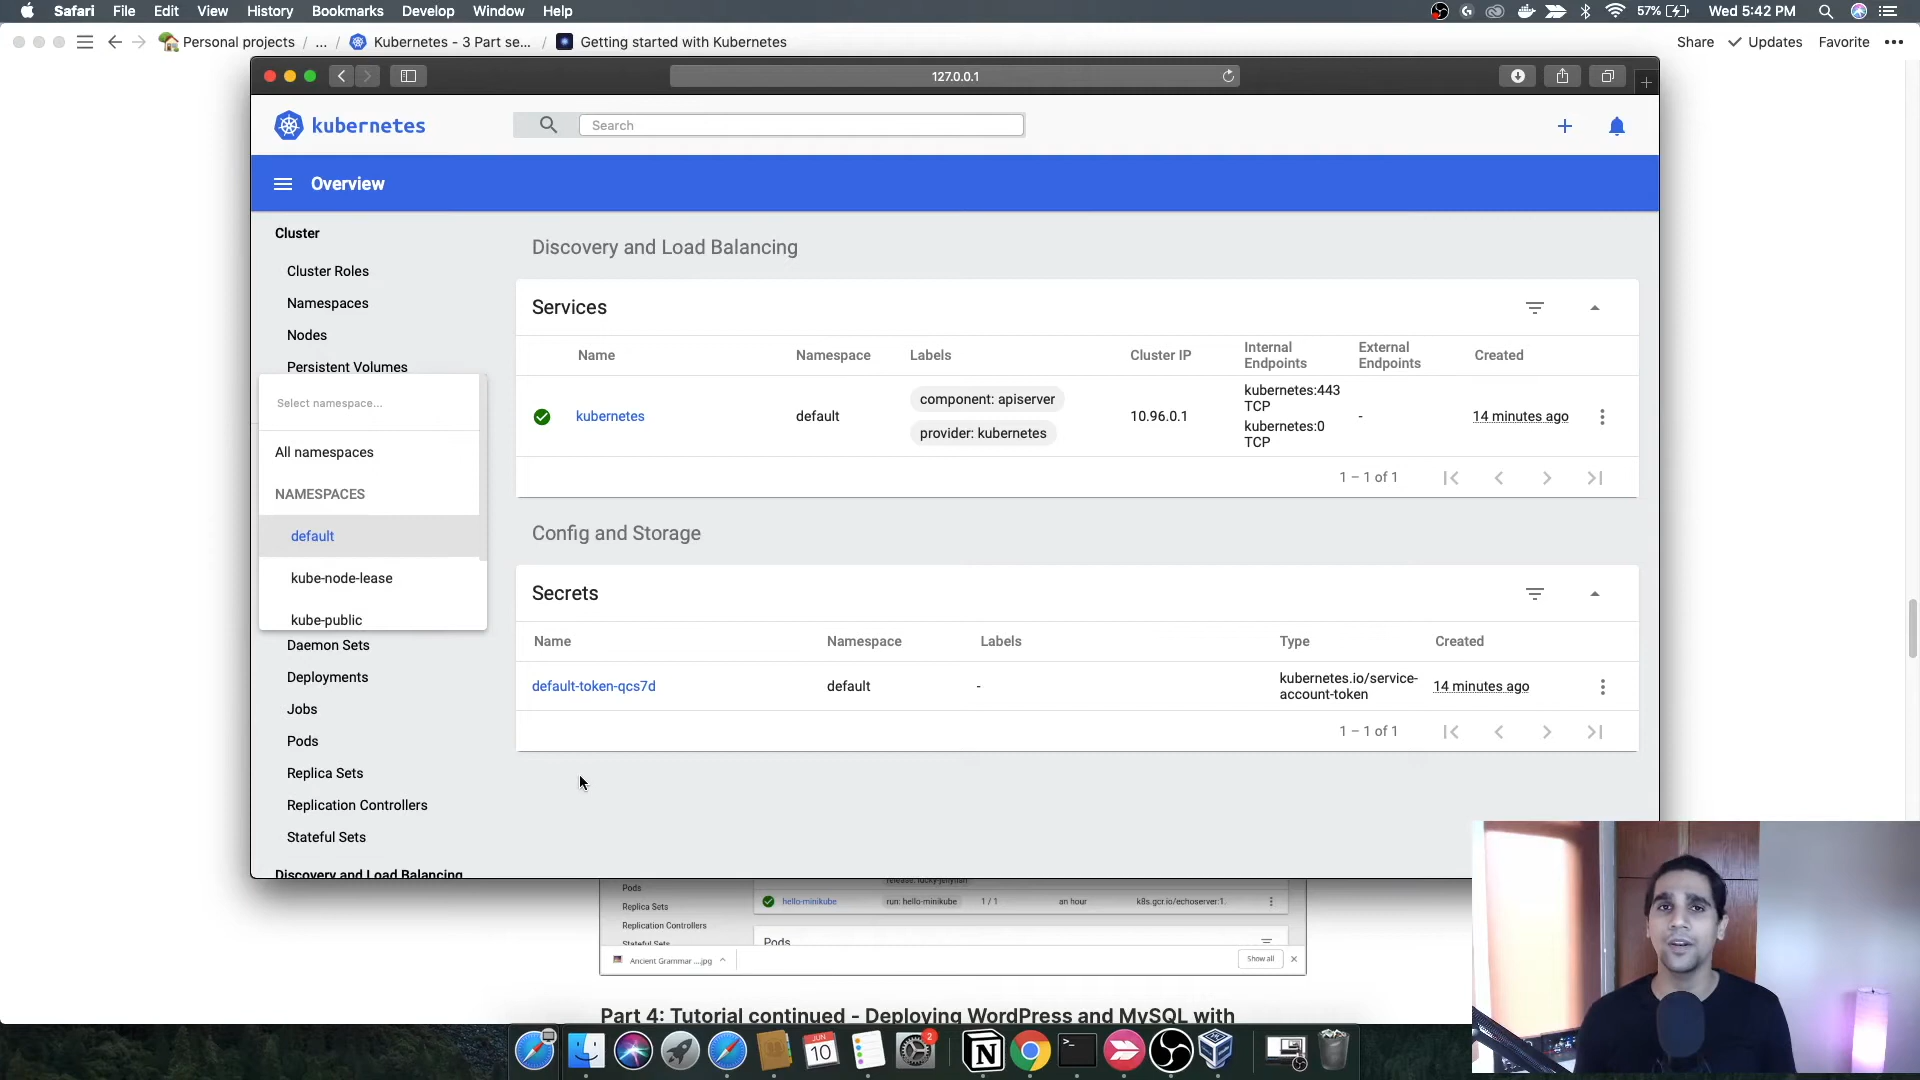 Safari File Edit View History Bookmarks Develop Window Help 57% Wed 5:42 PM
Personal projects / ... / Kubernetes - 3 Part se... / Getting started with Kubernetes Share Updates Favorite
127.0.0.1
kubernetes Search
Overview
Cluster
Cluster Roles
Namespaces
Nodes
Persistent Volumes
Select namespace...
All namespaces
NAMESPACES
default
kube-node-lease
kube-public
Daemon Sets
Deployments
Jobs
Pods
Replica Sets
Replication Controllers
Stateful Sets
Discovery and Load Balancing
Discovery and Load Balancing
Services
Name Namespace Labels Cluster IP Internal Endpoints External Endpoints Created
kubernetes default component: apiserver provider: kubernetes 10.96.0.1 kubernetes:443 TCP kubernetes:0 TCP - 14 minutes ago
1 – 1 of 1
Config and Storage
Secrets
Name Namespace Labels Type Created
default-token-qcs7d default - kubernetes.io/service-account-token 14 minutes ago
1 – 1 of 1
Pods
Replica Sets
Replication Controllers
Stateful Sets
hello-minikube run: hello-minikube 1 / 1 an hour k8s.gcr.io/echoserver:1.
Pods
Ancient Grammar ....jpg Show all
Part 4: Tutorial continued - Deploying WordPress and MySQL with
JUN
10
2